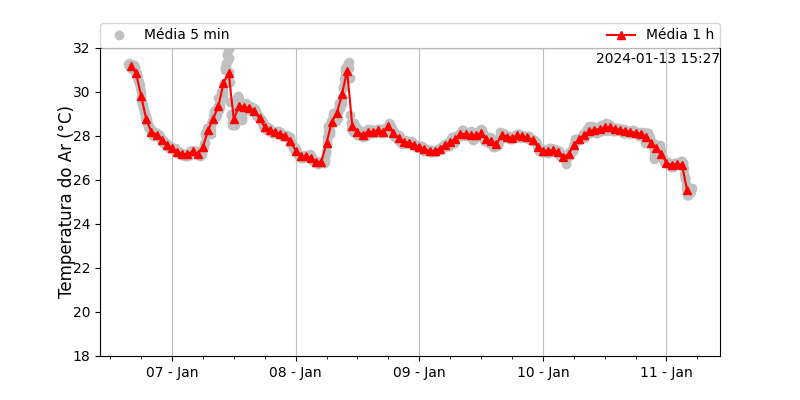 Média 5 min
Média 1 h
2024-01-13 15:27
Temperatura do Ar (°C)
32
30
28
26
24
22
20
18
07 - Jan
08 - Jan
09 - Jan
10 - Jan
11 - Jan